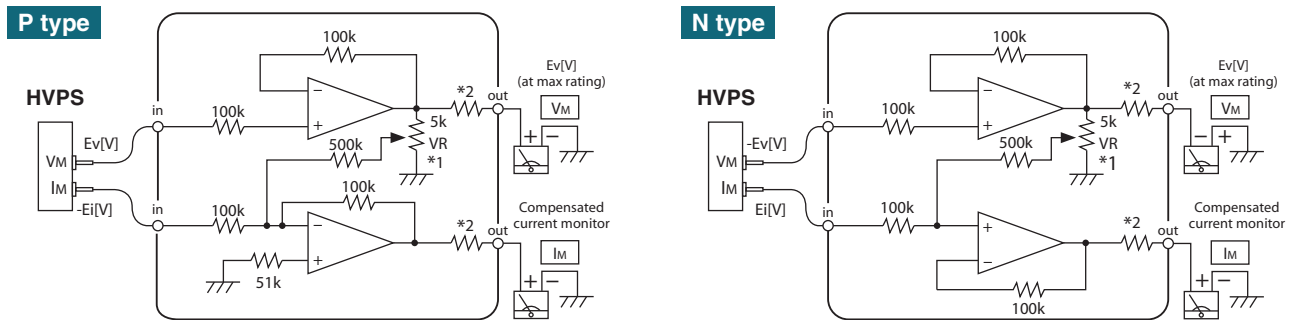 P type
HVPS
VM
IM
Ev[V]
-Ei[V]
in
in
100k
100k
100k
100k
500k
51k
−
+
−
+
5k
VR
*1
*2
*2
out
out
Ev[V]
(at max rating)
VM
+ −
Compensated
current monitor
IM
+ −
N type
HVPS
VM
IM
-Ev[V]
Ei[V]
in
in
100k
100k
100k
500k
100k
−
+
+
−
5k
VR
*1
*2
*2
out
out
Ev[V]
(at max rating)
VM
− +
Compensated
current monitor
IM
+ −